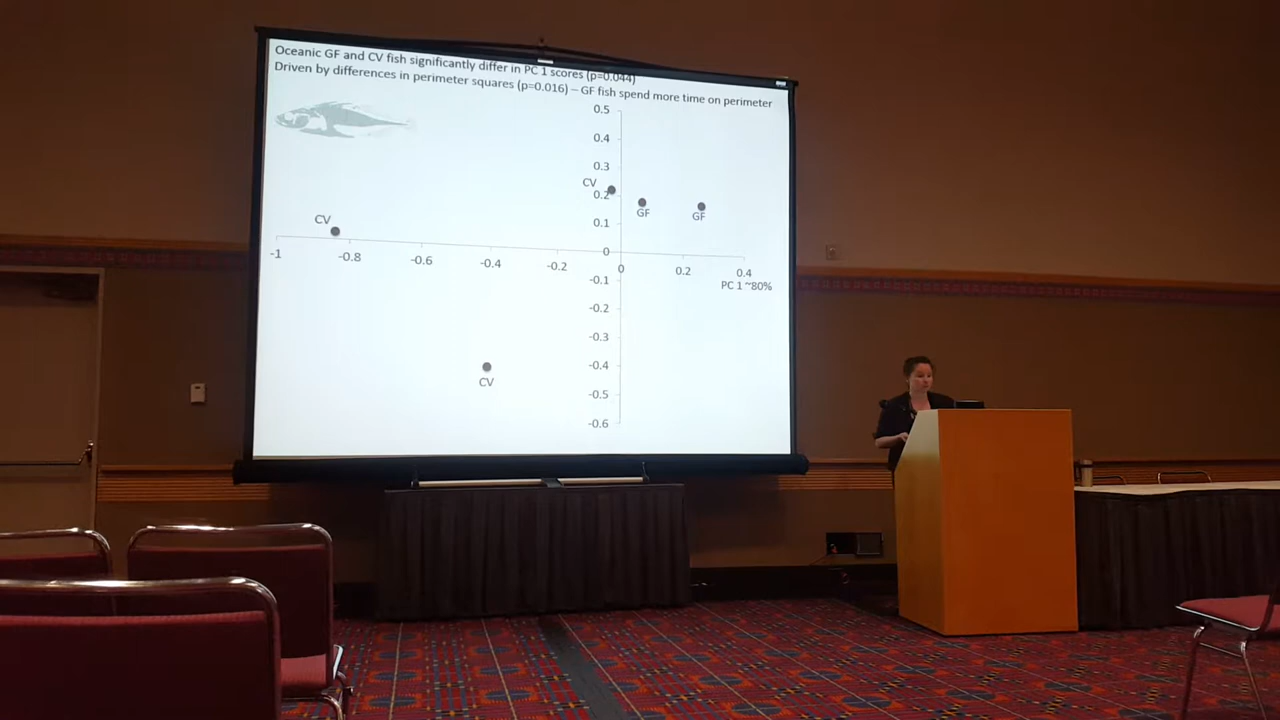 Oceanic GF and CV fish significantly differ in PC 1 scores (p=0.044)
Driven by differences in perimeter squares (p=0.016) – GF fish spend more time on perimeter
0.5
0.4
0.3
CV
0.2
GF
GF
0.1
CV
0
-1
-0.8
-0.6
-0.4
-0.2
0
0.2
0.4
PC 1 ~80%
-0.1
-0.2
-0.3
-0.4
CV
-0.5
-0.6